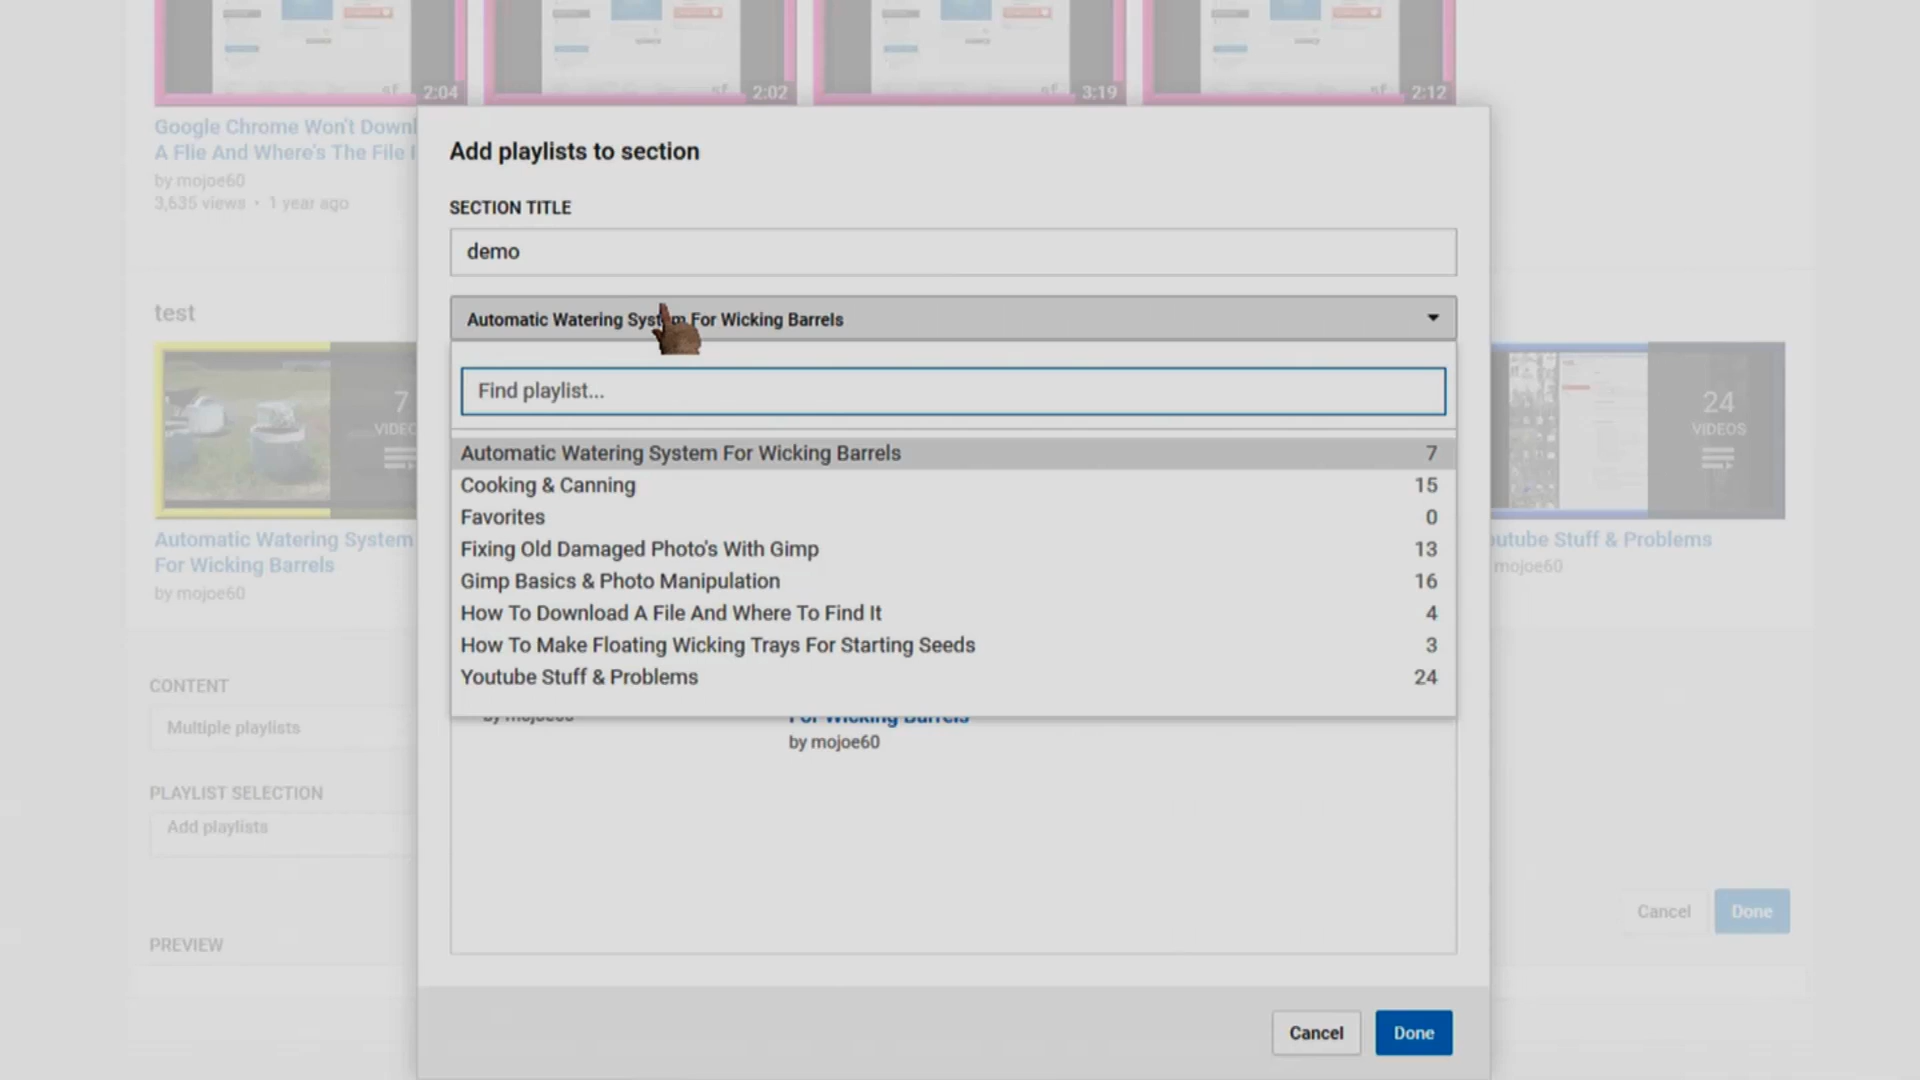 2:04
2:02
3:19
2:12
Google Chrome Won't Downl
A Flie And Where's The File I
by mojoe60
3,635 views • 1 year ago
Add playlists to section
SECTION TITLE
demo
Automatic Watering System For Wicking Barrels
Find playlist...
Automatic Watering System For Wicking Barrels 7
Cooking & Canning 15
Favorites 0
Fixing Old Damaged Photo's With Gimp 13
Gimp Basics & Photo Manipulation 16
How To Download A File And Where To Find It 4
How To Make Floating Wicking Trays For Starting Seeds 3
Youtube Stuff & Problems 24
by mojoe60
For Wicking Barrels
by mojoe60
test
7
VIDEO
Automatic Watering System
For Wicking Barrels
by mojoe60
24
VIDEOS
outube Stuff & Problems
mojoe60
CONTENT
Multiple playlists
PLAYLIST SELECTION
Add playlists
PREVIEW
Cancel Done
Cancel Done